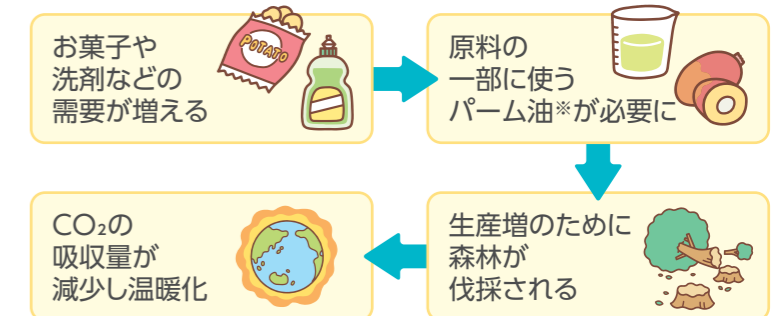 お菓子や
洗剤などの
需要が増える
POTATO
原料の
一部に使う
パーム油※が必要に
生産増のために
森林が
伐採される
CO₂の
吸収量が
減少し温暖化